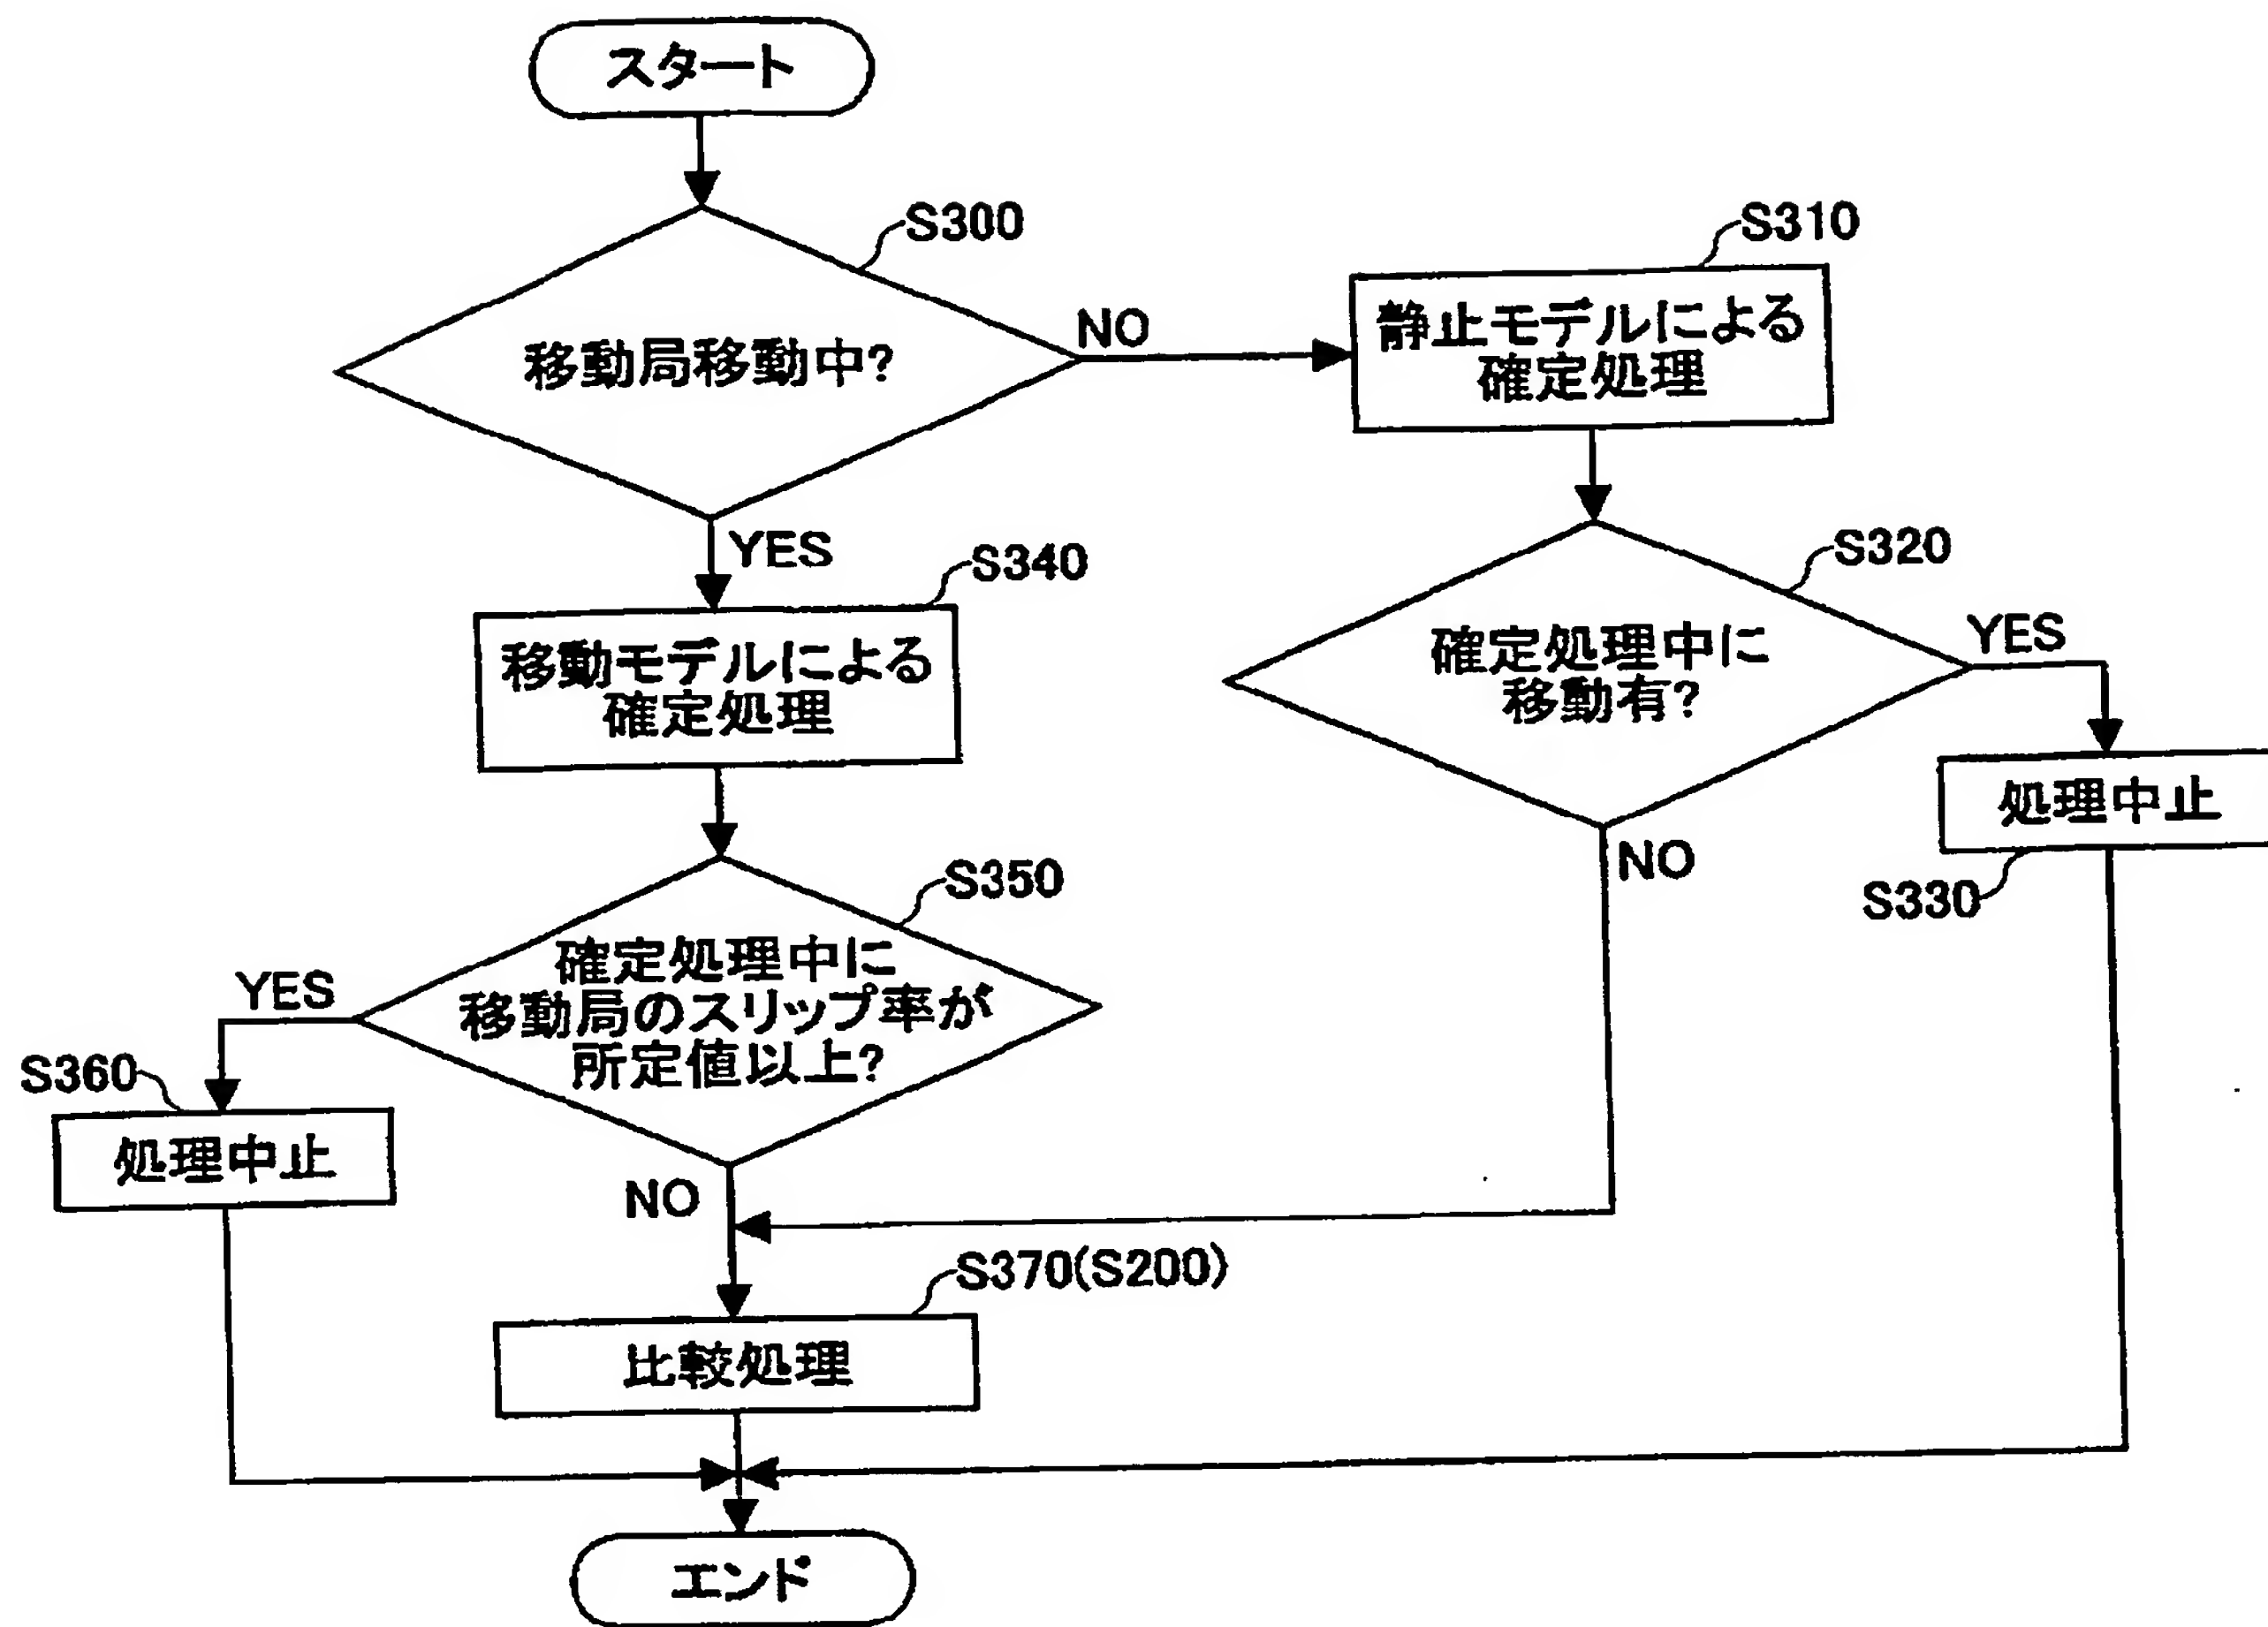 スタート
S300
移動局移動中?
NO
S310
静止モデルによる
確定処理
YES
S340
移動モデルによる
確定処理
S320
確定処理中に
移動有?
YES
処理中止
S330
NO
S350
確定処理中に
移動局のスリップ率が
所定値以上?
YES
S360
処理中止
NO
S370(S200)
比較処理
エンド